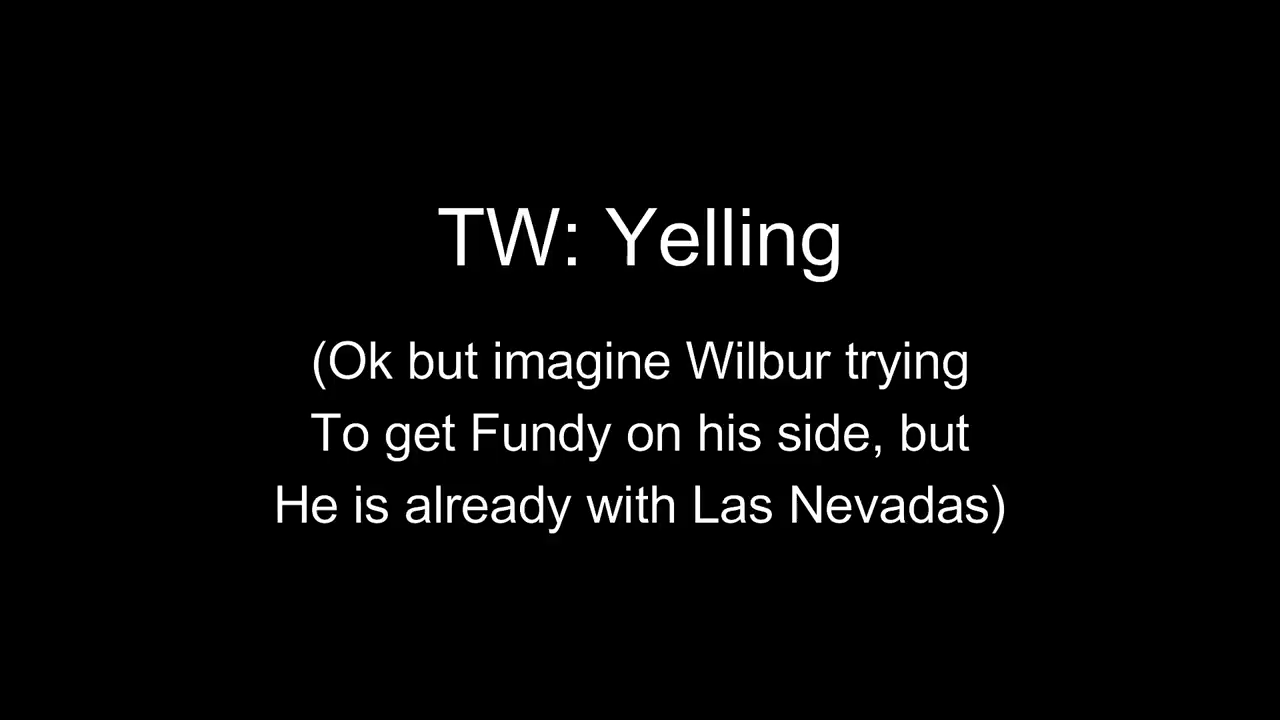 TW: Yelling
(Ok but imagine Wilbur trying
To get Fundy on his side, but
He is already with Las Nevadas)